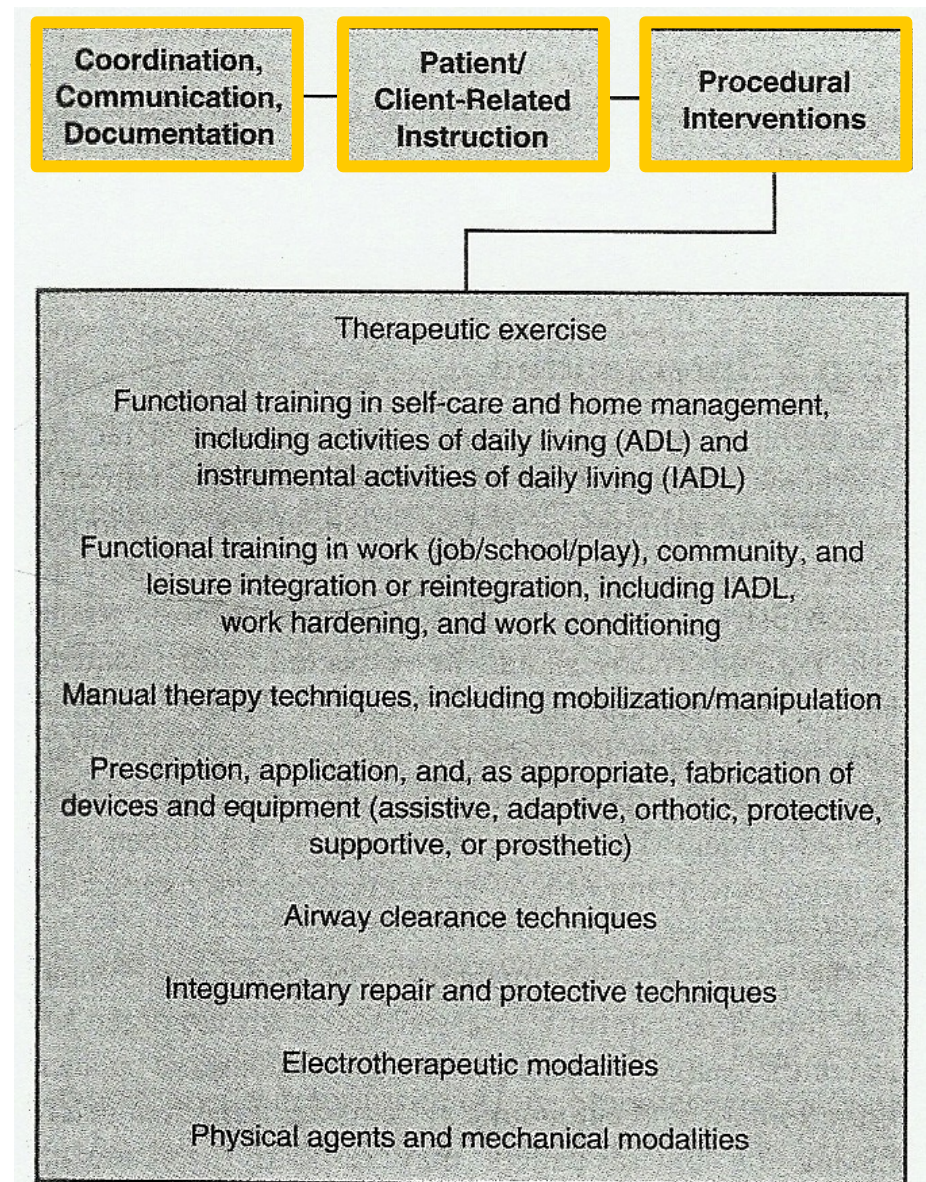 Coordination,
Communication,
Documentation
Patient/
Client-Related
Instruction
Procedural
Interventions
Therapeutic exercise
Functional training in self-care and home management,
including activities of daily living (ADL) and
instrumental activities of daily living (IADL)
Functional training in work (job/school/play), community, and
leisure integration or reintegration, including IADL,
work hardening, and work conditioning
Manual therapy techniques, including mobilization/manipulation
Prescription, application, and, as appropriate, fabrication of
devices and equipment (assistive, adaptive, orthotic, protective,
supportive, or prosthetic)
Airway clearance techniques
Integumentary repair and protective techniques
Electrotherapeutic modalities
Physical agents and mechanical modalities